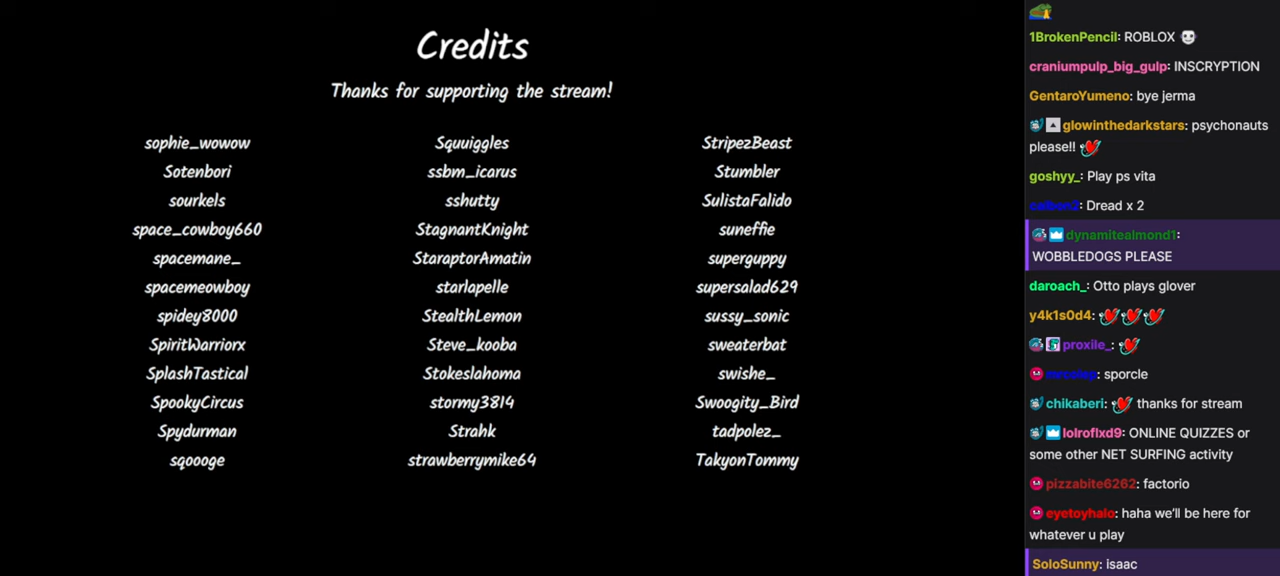 Credits
Thanks for supporting the stream!
sophie_wowow
Sotenbori
sourkels
space_cowboy660
spacemane_
spacemeowboy
spidey8000
SpiritWarriorx
SplashTastical
SpookyCircus
Spydurman
sqoooge
Squuiggles
ssbm_icarus
sshutty
StagnantKnight
StaraptorAmatin
starlapelle
StealthLemon
Steve_kooba
Stokeslahoma
stormy3814
Strahk
strawberrymike64
StripezBeast
Stumbler
SulistaFalido
suneffie
superguppy
supersalad629
sussy_sonic
sweaterbat
swishe_
Swoogity_Bird
tadpolez_
TakyonTommy
1BrokenPencil: ROBLOX
craniumpulp_big_gulp: INSCRYPTION
GentaroYumeno: bye jerma
glowinthedarkstars: psychonauts
please!!
goshyy_: Play ps vita
Dread x 2
dynamitealmond1:
WOBBLEDOGS PLEASE
daroach_: Otto plays glover
y4k1s0d4:
proxile_:
sporcle
chikaberi: thanks for stream
lolroflxd9: ONLINE QUIZZES or
some other NET SURFING activity
pizzabite6262: factorio
eyetoyhalo: haha we'll be here for
whatever u play
SoloSunny: isaac